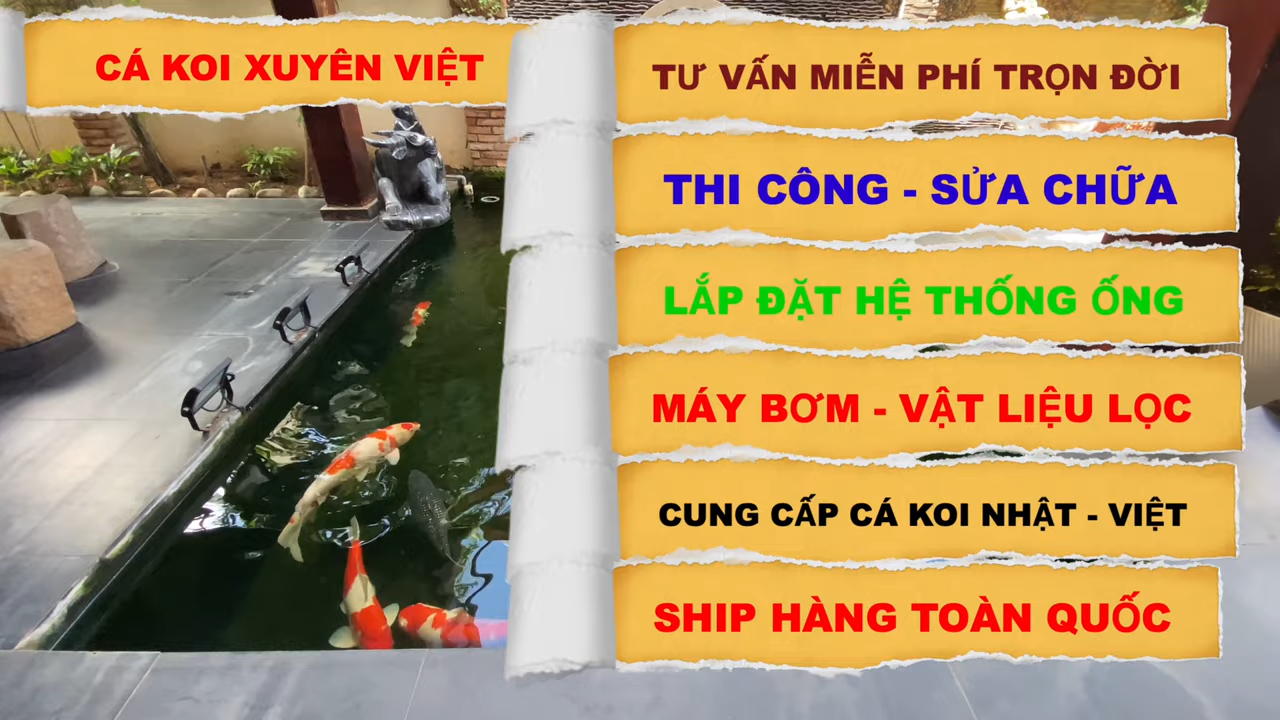 CÁ KOI XUYÊN VIỆT
TƯ VẤN MIỄN PHÍ TRỌN ĐỜI
THI CÔNG - SỬA CHỮA
LẮP ĐẶT HỆ THỐNG ỐNG
MÁY BƠM - VẬT LIỆU LỌC
CUNG CẤP CÁ KOI NHẬT - VIỆT
SHIP HÀNG TOÀN QUỐC